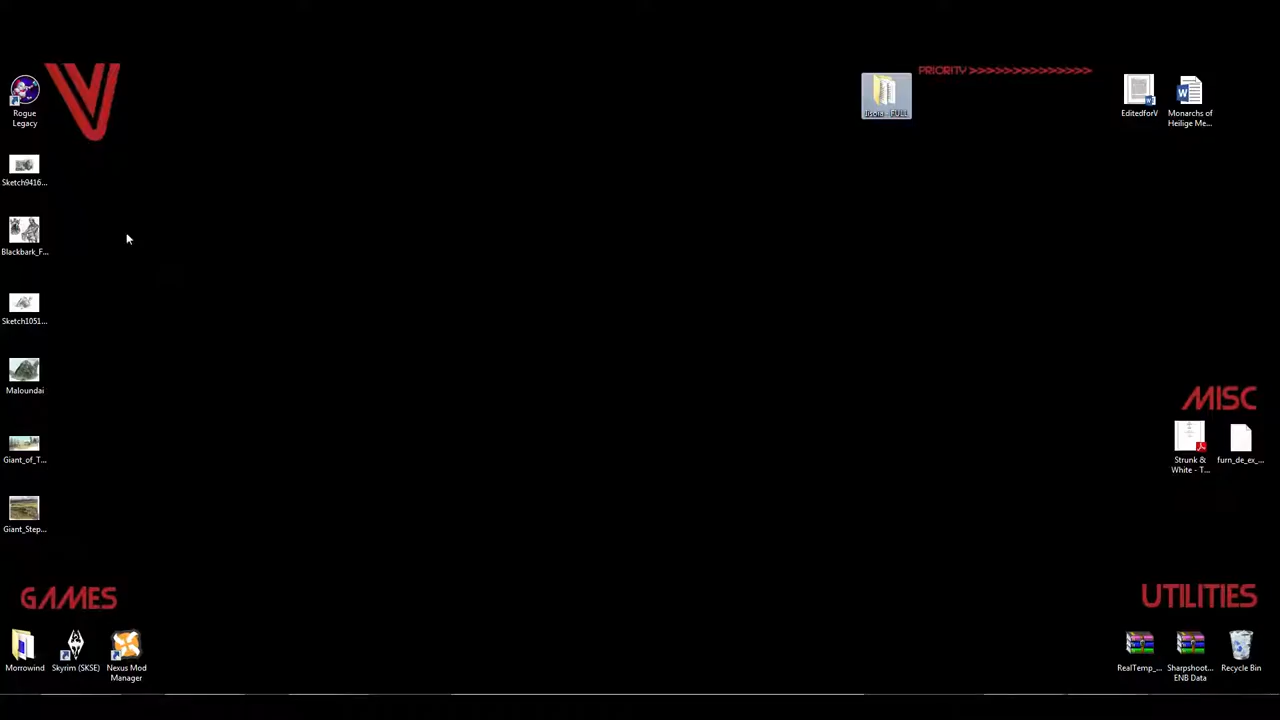 PRIORITY >>>>>>>>>>>>>>
V
Rogue
Legacy
EditedforV
Monarchs of
Heilige Me...
Sketch9416...
Blackbark_F...
Sketch1051...
Maloundai
MISC
Giant_of_T...
Strunk &
White - T...
furn_de_ex_...
Giant_Step...
GAMES
UTILITIES
Morrowind
Skyrim (SKSE)
Nexus Mod
Manager
RealTemp_...
Sharpshoot...
ENB Data
Recycle Bin
- FULL